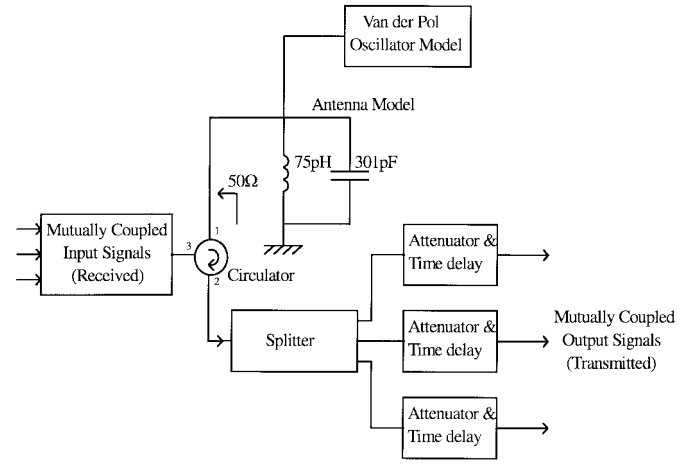 Van der Pol
Oscillator Model
Antenna Model
75pH
301pF
50Ω
Mutually Coupled
Input Signals
(Received)
3
1
2
Circulator
Splitter
Attenuator &
Time delay
Attenuator &
Time delay
Attenuator &
Time delay
Mutually Coupled
Output Signals
(Transmitted)